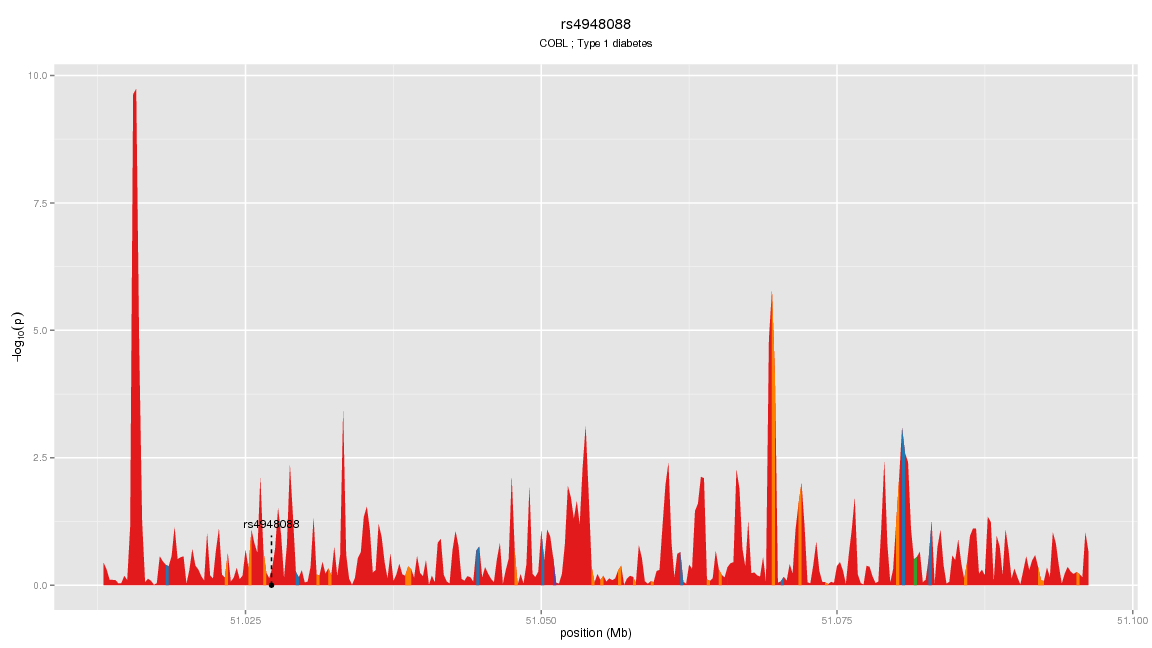 rs4948088
COBL ; Type 1 diabetes
10.0
7.5
5.0
2.5
0.0
−log10(p)
rs4948088
51.025
51.050
51.075
51.100
position (Mb)